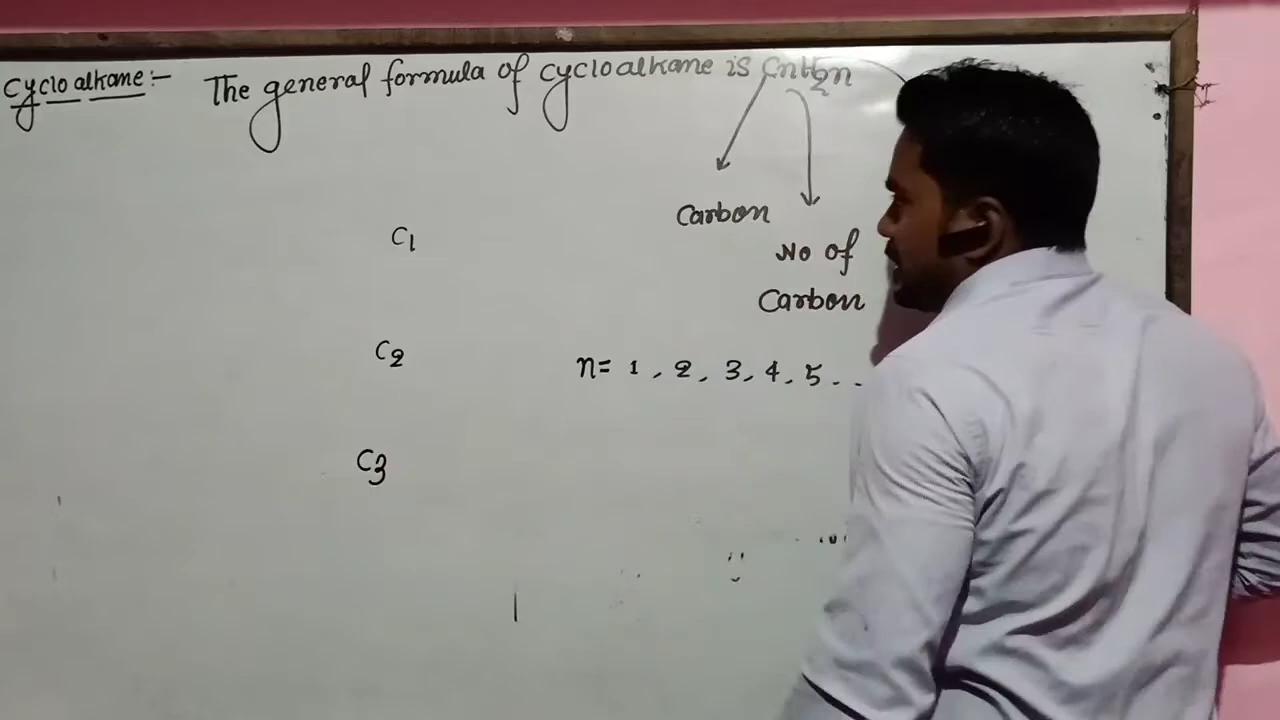 Cycloalkane:- The general formula of cycloalkane is CnH2n
Carbon
No of
Carbon
C1
C2
n= 1, 2, 3, 4, 5..
C3